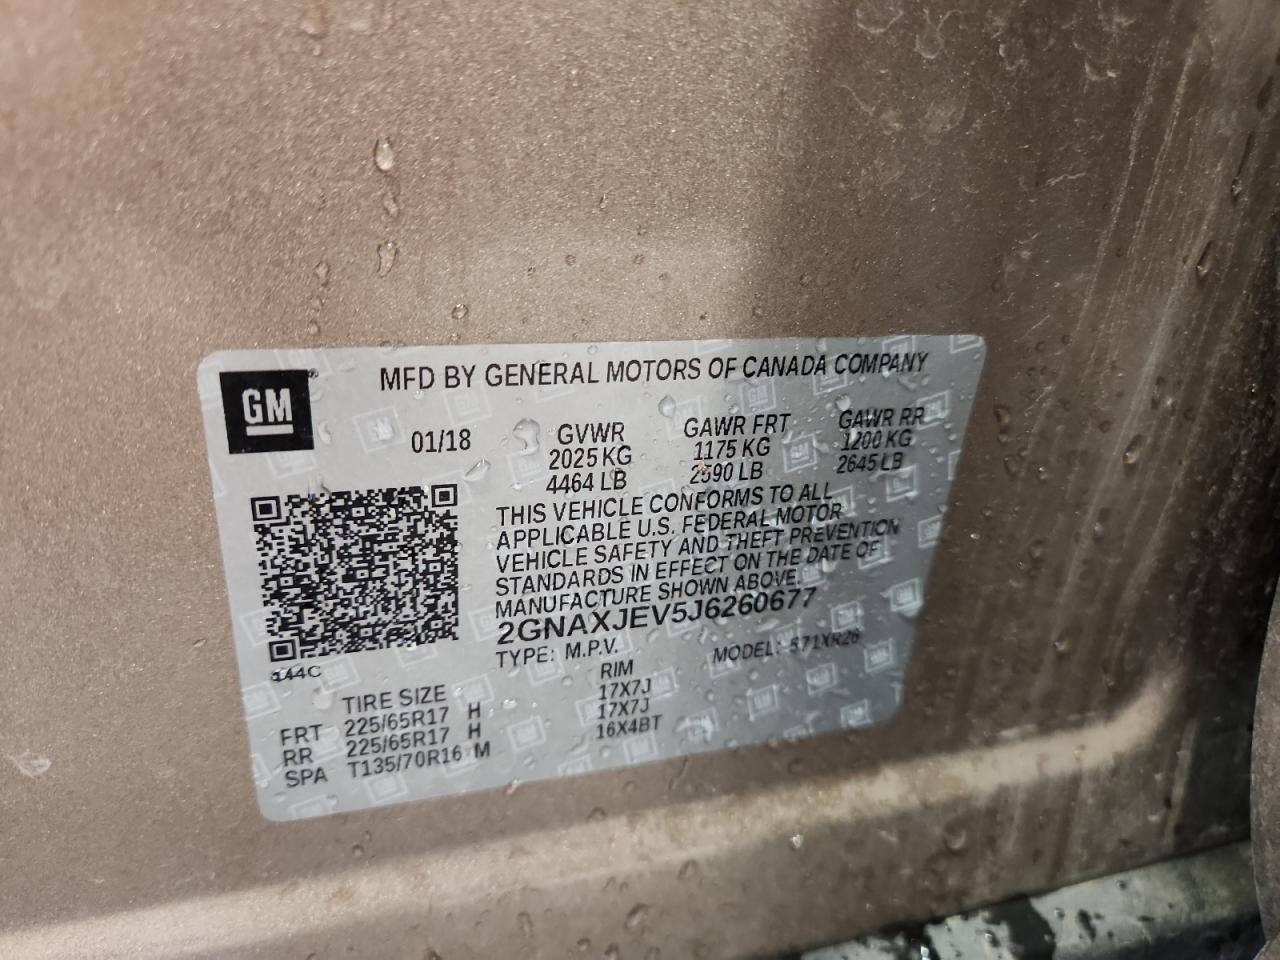 GM
MFD BY GENERAL MOTORS OF CANADA COMPANY
01/18
GVWR
2025 KG
4464 LB
GAWR FRT
1175 KG
2590 LB
GAWR RR
1200 KG
2645 LB
THIS VEHICLE CONFORMS TO ALL
APPLICABLE U.S. FEDERAL MOTOR
VEHICLE SAFETY AND THEFT PREVENTION
STANDARDS IN EFFECT ON THE DATE OF
MANUFACTURE SHOWN ABOVE.
2GNAXJEV5J6260677
TYPE: M.P.V. MODEL: 571XR26
144C
TIRE SIZE RIM
FRT 225/65R17 H 17X7J
RR 225/65R17 H 17X7J
SPA T135/70R16 M 16X4BT